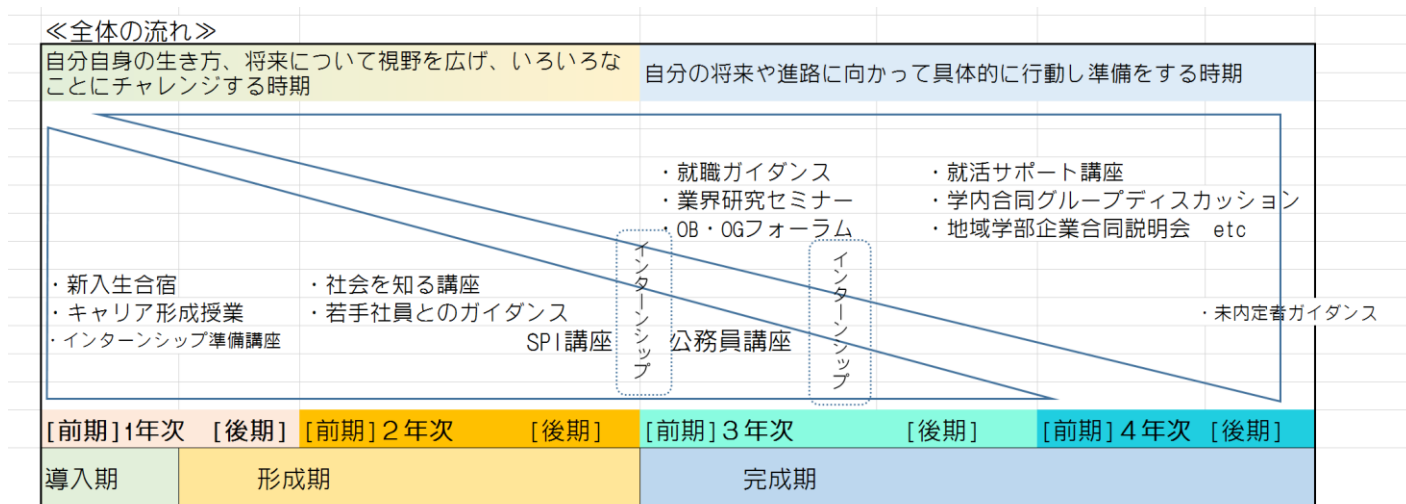 ≪全体の流れ≫
自分自身の生き方、将来について視野を広げ、いろいろな
ことにチャレンジする時期
自分の将来や進路に向かって具体的に行動し準備をする時期
・就職ガイダンス
・業界研究セミナー
・OB・OGフォーラム
・就活サポート講座
・学内合同グループディスカッション
・地域学部企業合同説明会　etc
・新入生合宿
・キャリア形成授業
・インターンシップ準備講座
・社会を知る講座
・若手社員とのガイダンス
SPI講座
インターンシップ
公務員講座
インターンシップ
・未内定者ガイダンス
[前期]1年次　[後期]
[前期]２年次　[後期]
[前期]３年次　[後期]
[前期]４年次　[後期]
導入期
形成期
完成期